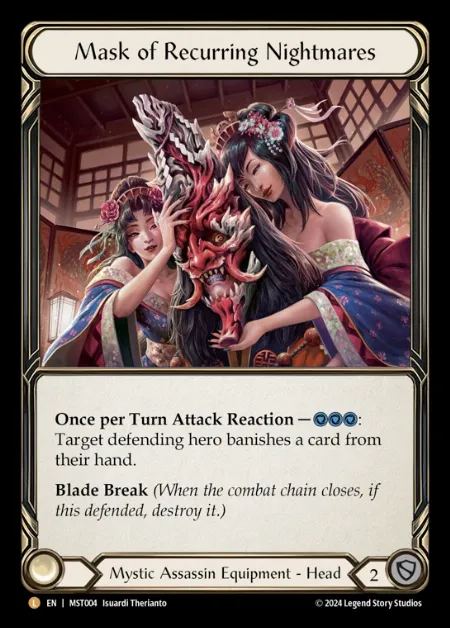 Mask of Recurring Nightmares
Once per Turn Attack Reaction — :
Target defending hero banishes a card from
their hand.
Blade Break (When the combat chain closes, if
this defended, destroy it.)
Mystic Assassin Equipment - Head
2
L EN | MST004 Isuardi Therianto
© 2024 Legend Story Studios